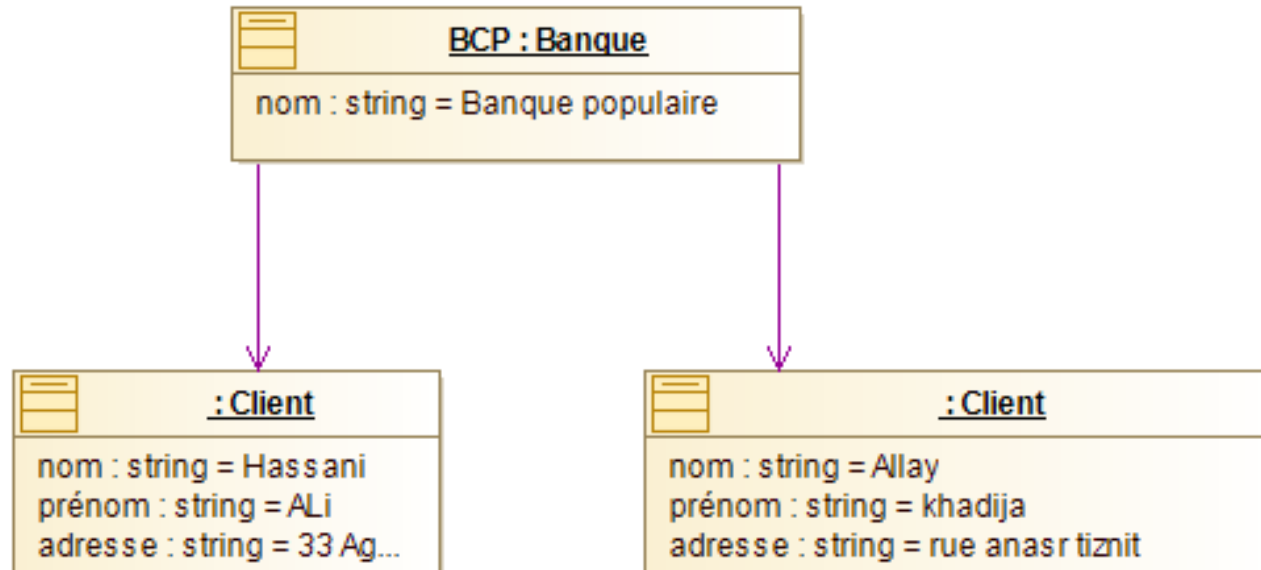 BCP : Banque
nom : string = Banque populaire
: Client
nom : string = Hassani
prénom : string = ALi
adresse : string = 33 Ag...
: Client
nom : string = Allay
prénom : string = khadija
adresse : string = rue anasr tiznit